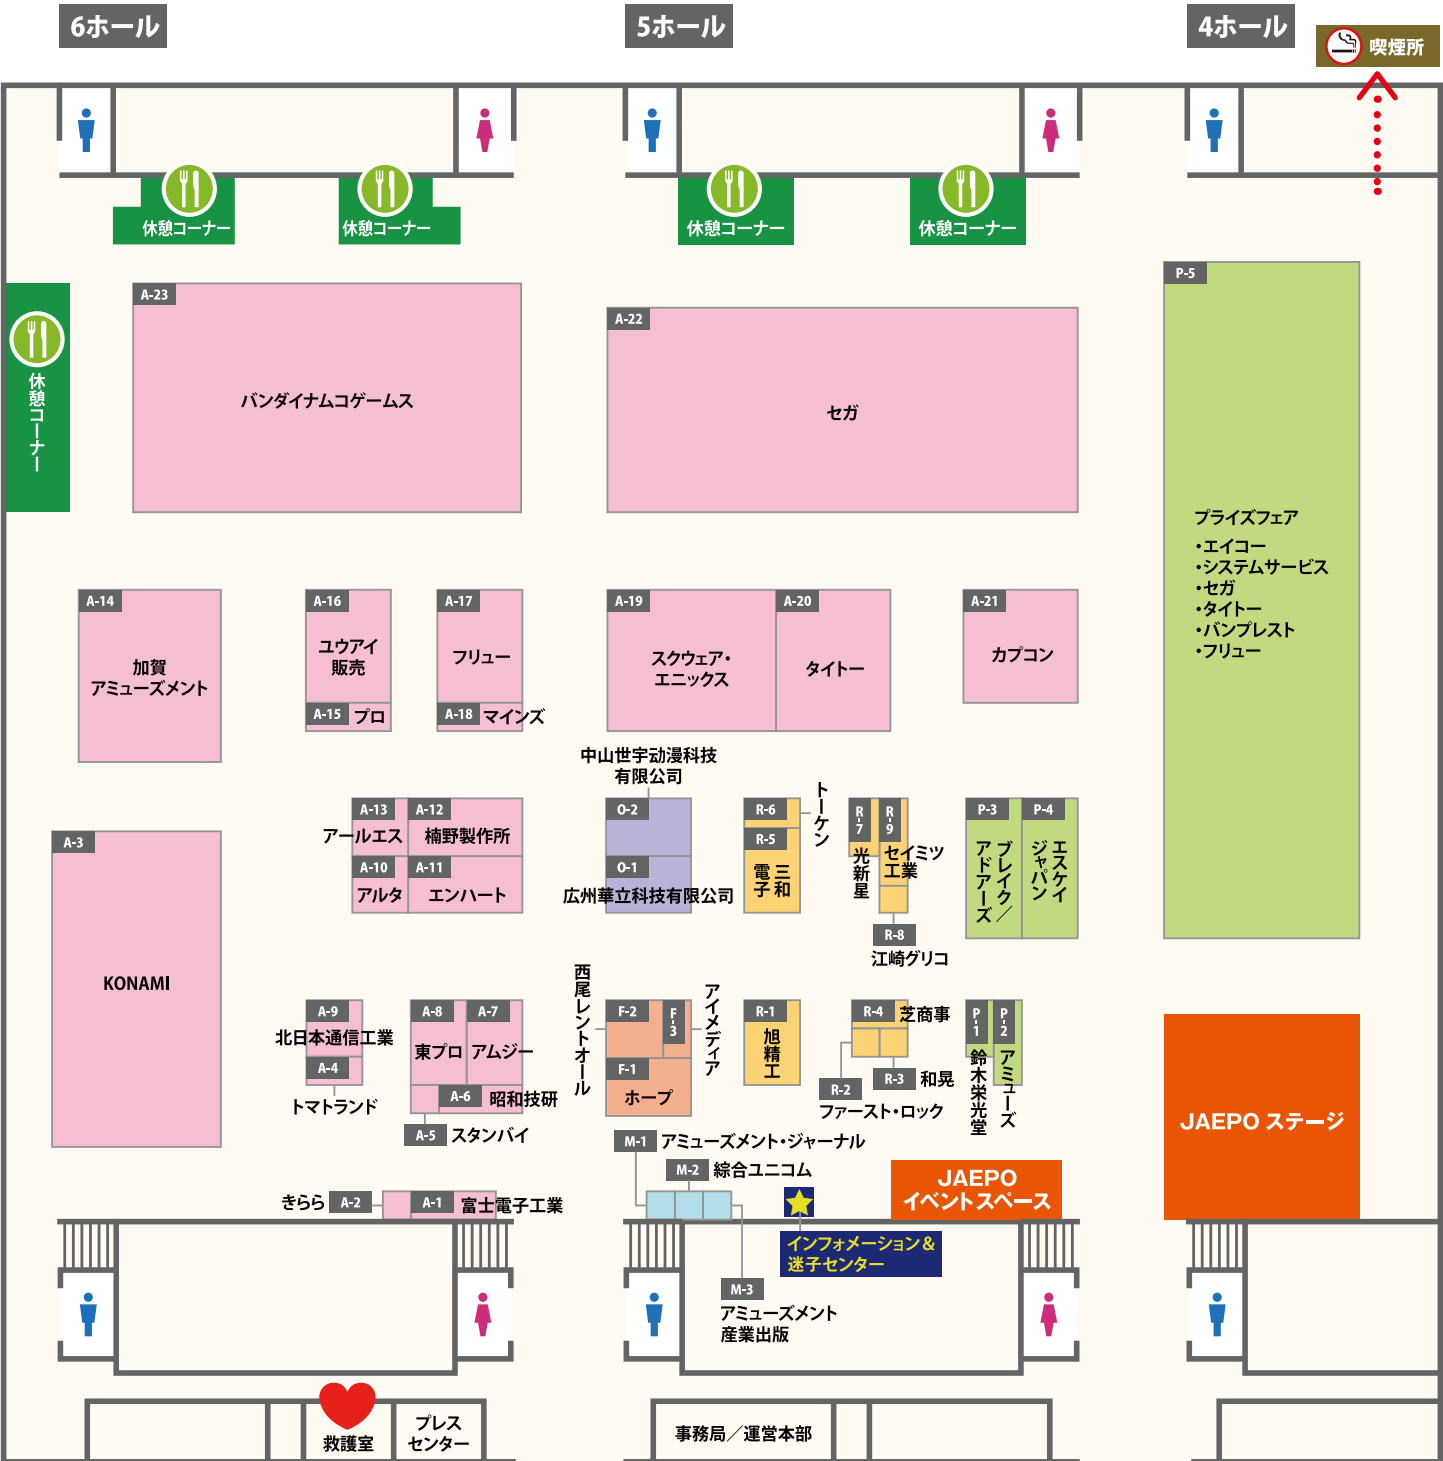 6ホール
5ホール
4ホール
喫煙所
休憩コーナー
休憩コーナー
休憩コーナー
休憩コーナー
休憩コーナー
A-23
バンダイナムコゲームス
A-22
セガ
P-5
プライズフェア
・エイコー
・システムサービス
・セガ
・タイトー
・バンプレスト
・フリュー
A-14
加賀
アミューズメント
A-16
ユウアイ
販売
A-15
プロ
A-17
フリュー
A-18
マインズ
A-19
スクウェア・
エニックス
A-20
タイトー
A-21
カプコン
A-3
KONAMI
A-13
アールエス
A-12
楠野製作所
A-10
アルタ
A-11
エンハート
中山世宇动漫科技
有限公司
O-2
O-1
広州華立科技有限公司
R-6
トーケン
R-5
三和
電子
R-7
光新星
R-9
セイミツ
工業
R-8
江崎グリコ
P-3
ブレイク／
アドアーズ
P-4
エスケイ
ジャパン
A-9
北日本通信工業
A-4
トマトランド
A-8
東プロ
A-7
アムジー
A-6
昭和技研
A-5
スタンバイ
西尾レントオール
F-2
F-3
アイメディア
F-1
ホープ
R-1
旭精工
R-4
芝商事
R-2
ファースト・ロック
R-3
和晃
P-1
鈴木栄光堂
P-2
アミューズ
JAEPO ステージ
きらら
A-2
A-1
富士電子工業
M-1
アミューズメント・ジャーナル
M-2
綜合ユニコム
M-3
アミューズメント
産業出版
JAEPO
イベントスペース
インフォメーション＆
迷子センター
救護室
プレス
センター
事務局／運営本部